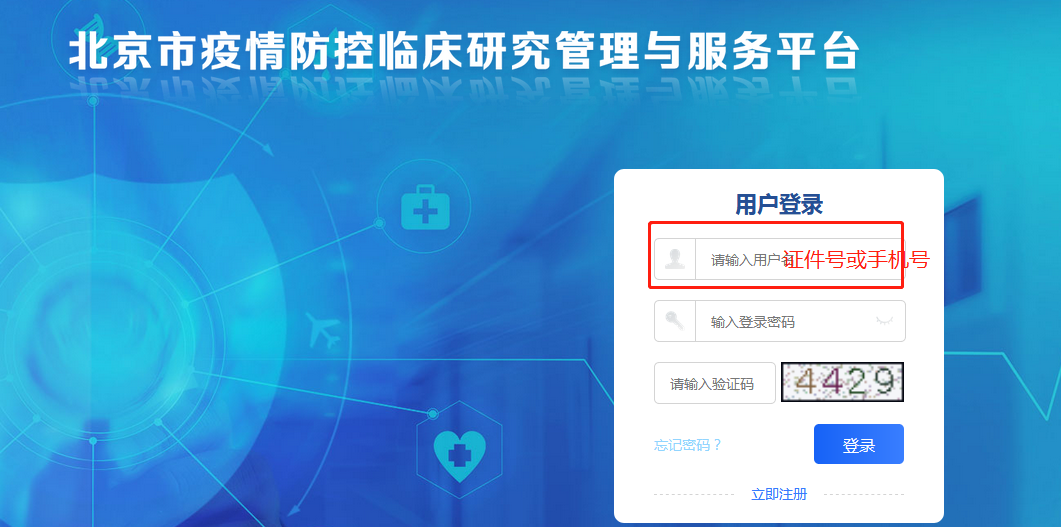 北京市疫情防控临床研究管理与服务平台
用户登录
请输入用户名 证件号或手机号
输入登录密码
请输入验证码 4429
忘记密码？ 登录
立即注册